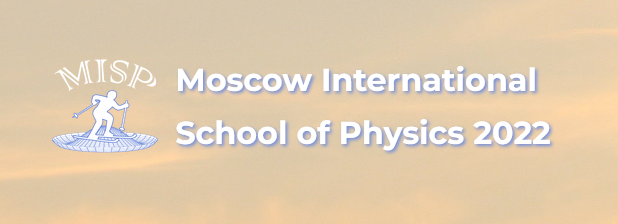 MISP
Moscow International
School of Physics 2022